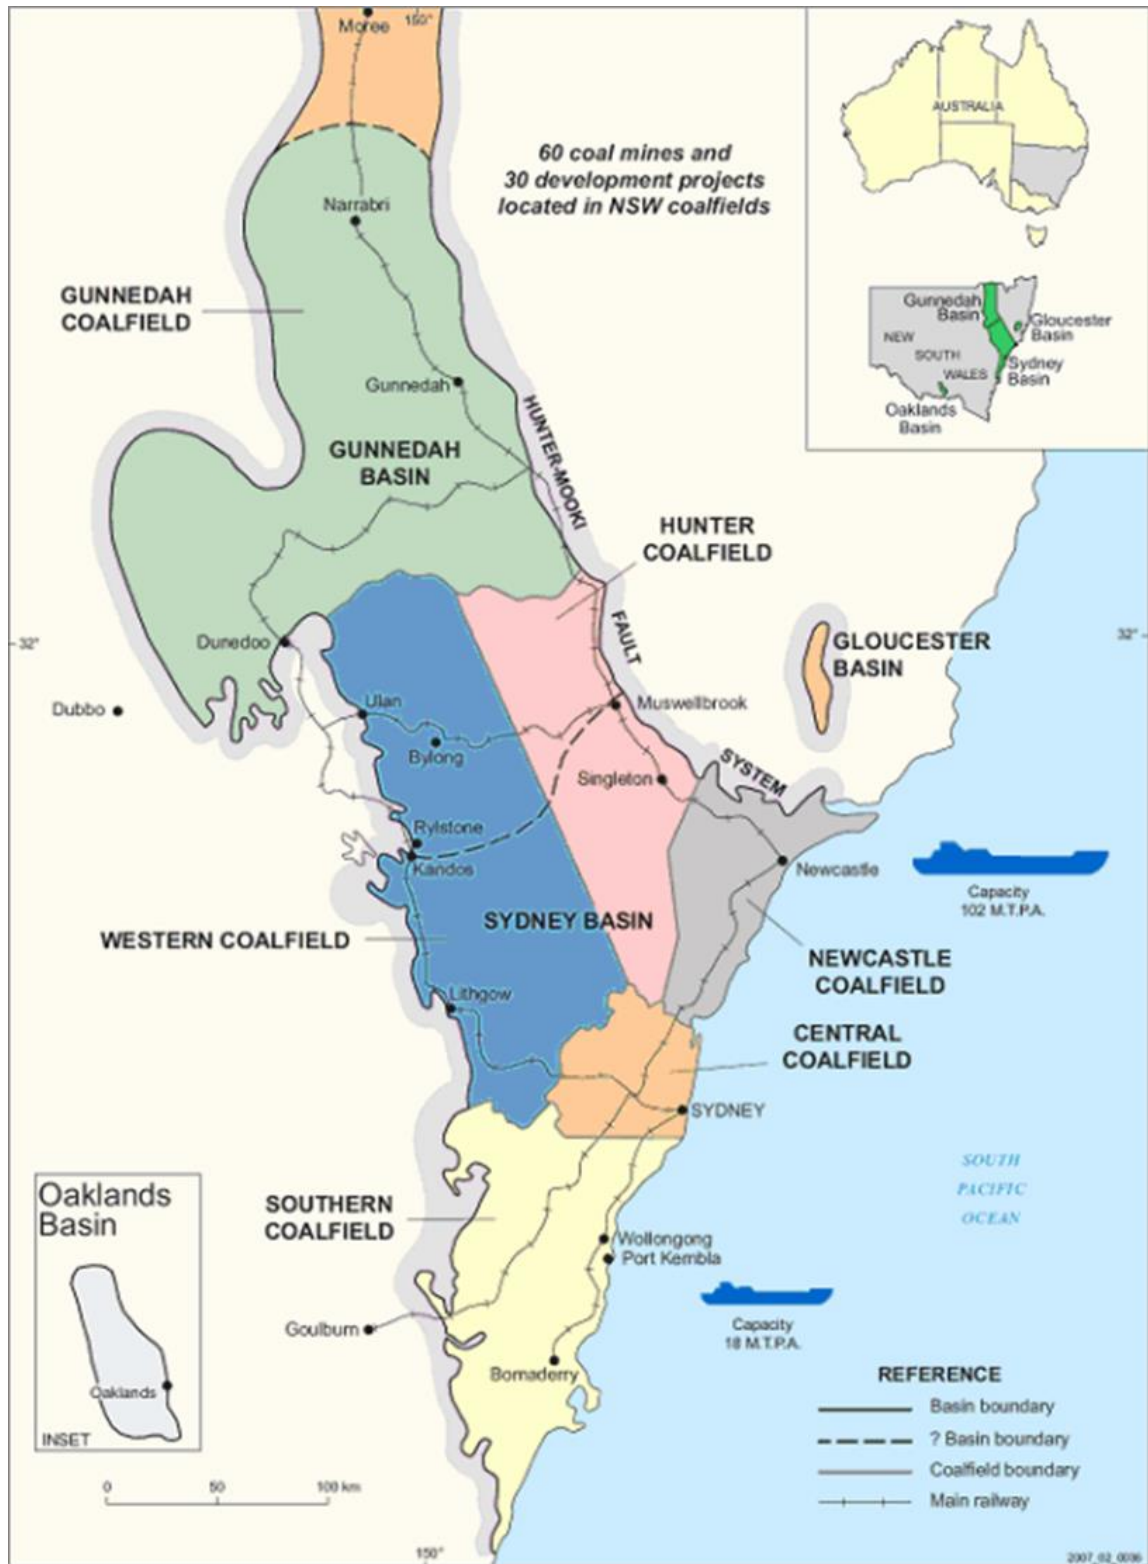 Moree
150°
60 coal mines and
30 development projects
located in NSW coalfields
AUSTRALIA
Gunnedah
Basin
Gloucester
Basin
NEW
SOUTH
WALES
Sydney
Basin
Oaklands
Basin
Narrabri
GUNNEDAH
COALFIELD
Gunnedah
GUNNEDAH
BASIN
HUNTER-MOOKI
FAULT
SYSTEM
HUNTER
COALFIELD
32°
32°
Dunedoo
GLOUCESTER
BASIN
Dubbo
Ulan
Muswellbrook
Bylong
Singleton
Rylstone
Kandos
Newcastle
Capacity
102 M.T.P.A.
SYDNEY BASIN
WESTERN COALFIELD
NEWCASTLE
COALFIELD
Lithgow
CENTRAL
COALFIELD
SYDNEY
SOUTH
PACIFIC
OCEAN
Oaklands
Basin
SOUTHERN
COALFIELD
Wollongong
Port Kembla
Capacity
18 M.T.P.A.
Goulburn
Bomaderry
Oaklands
INSET
REFERENCE
Basin boundary
? Basin boundary
Coalfield boundary
Main railway
0 50 100 km
150°